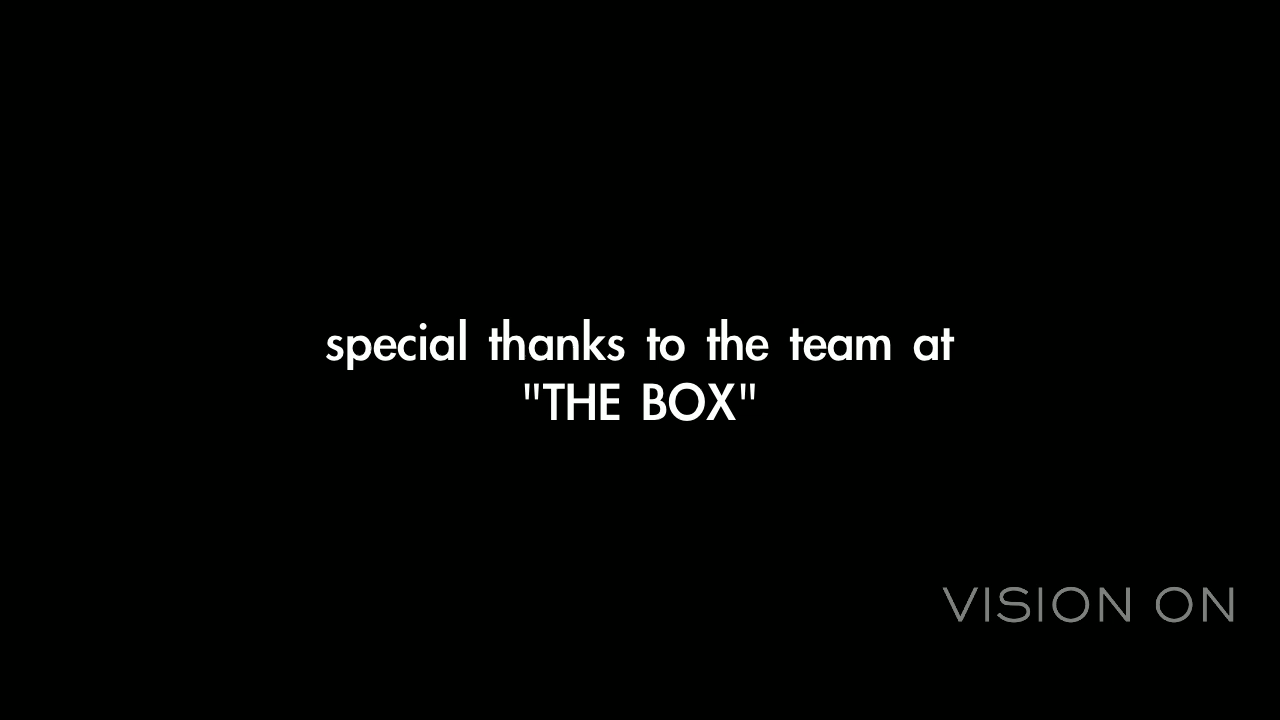 special thanks to the team at
"THE BOX"
VISION ON